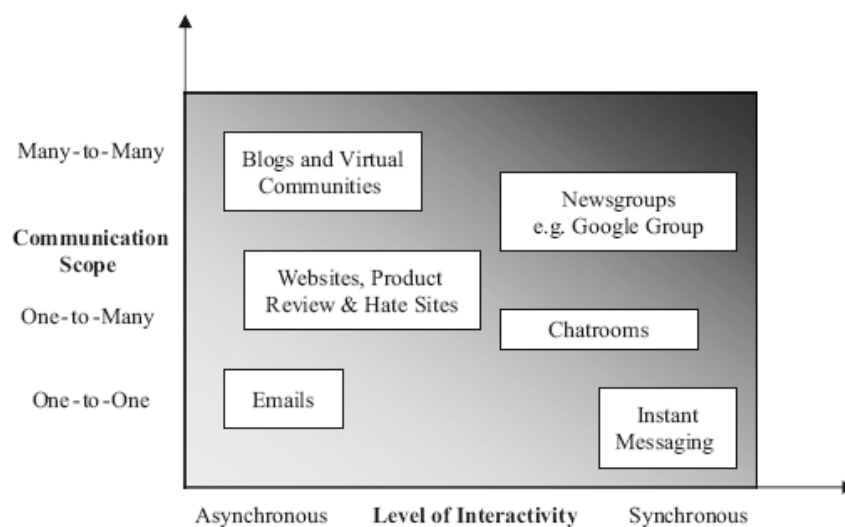 Many-to-Many
Blogs and Virtual
Communities
Newsgroups
e.g. Google Group
Communication
Scope
Websites, Product
Review & Hate Sites
One-to-Many
Chatrooms
One-to-One
Emails
Instant
Messaging
Asynchronous Level of Interactivity Synchronous